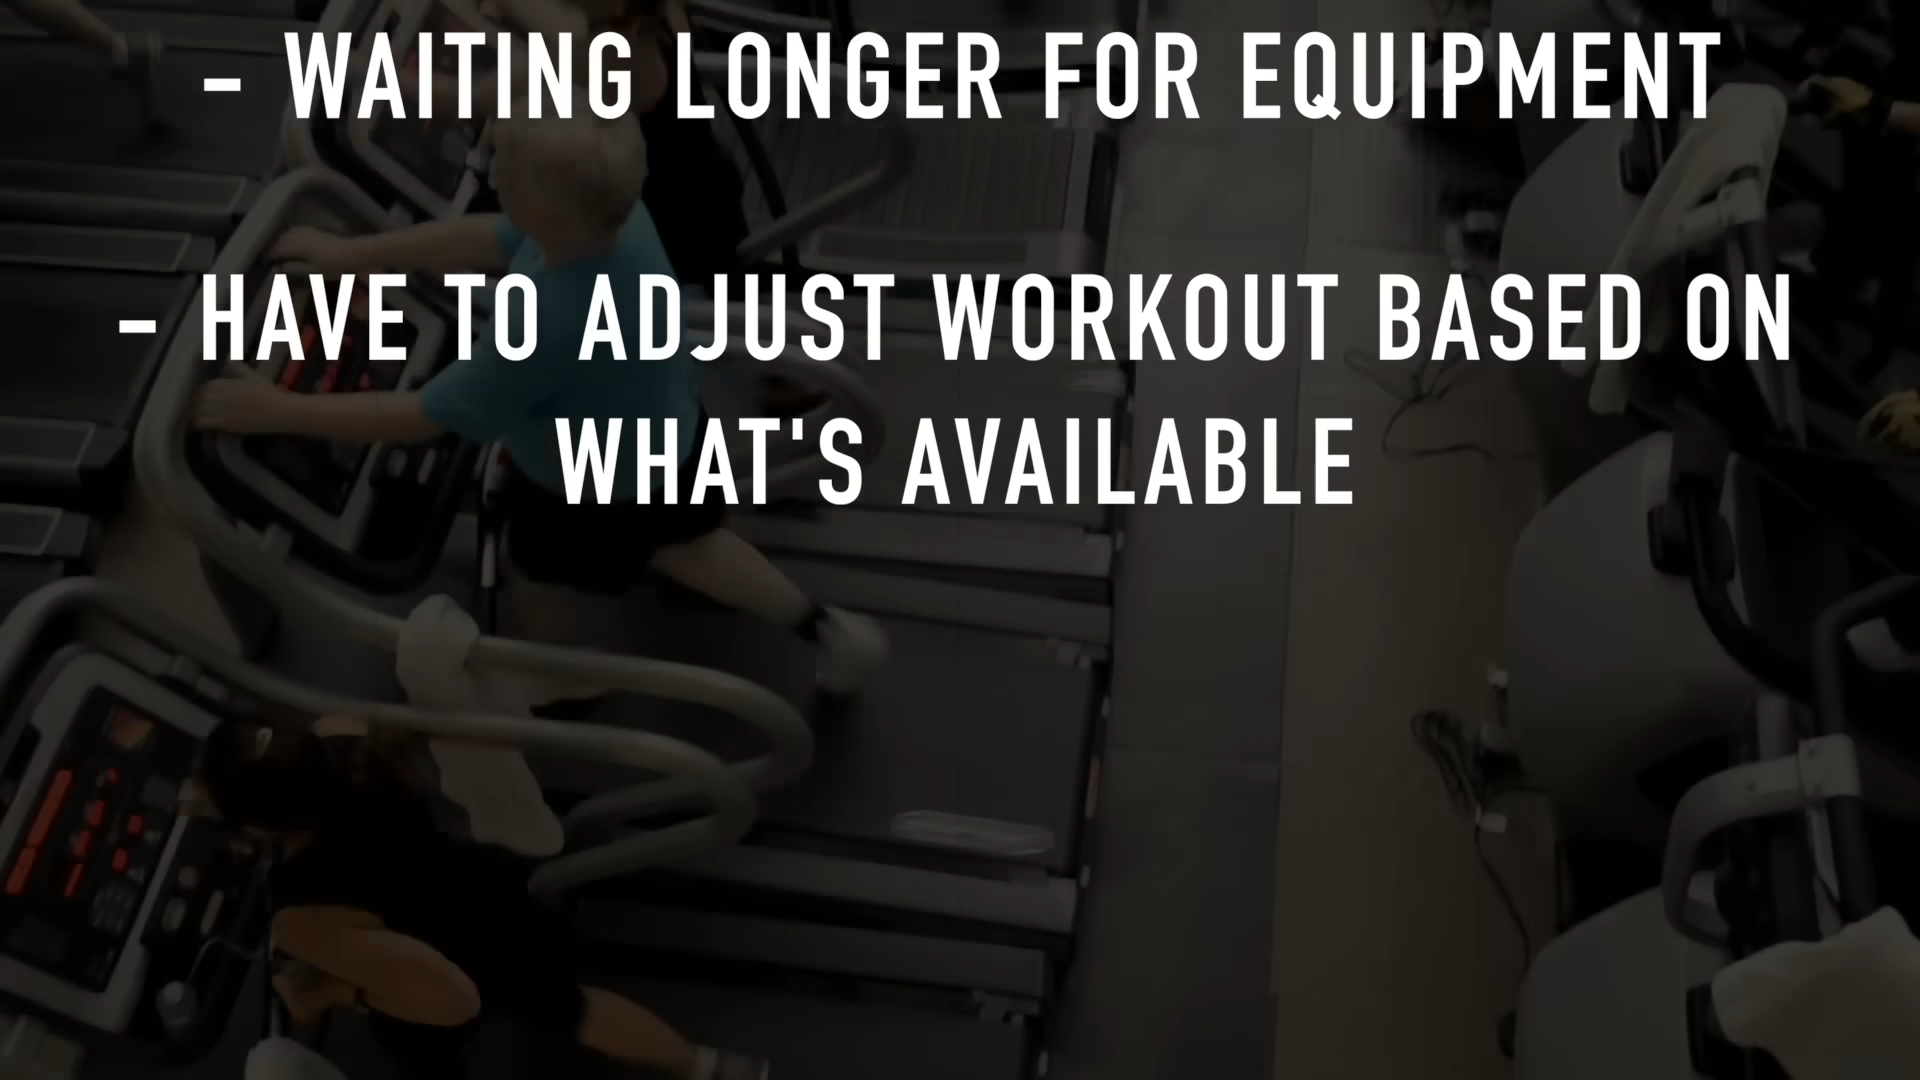 - WAITING LONGER FOR EQUIPMENT
- HAVE TO ADJUST WORKOUT BASED ON
WHAT'S AVAILABLE